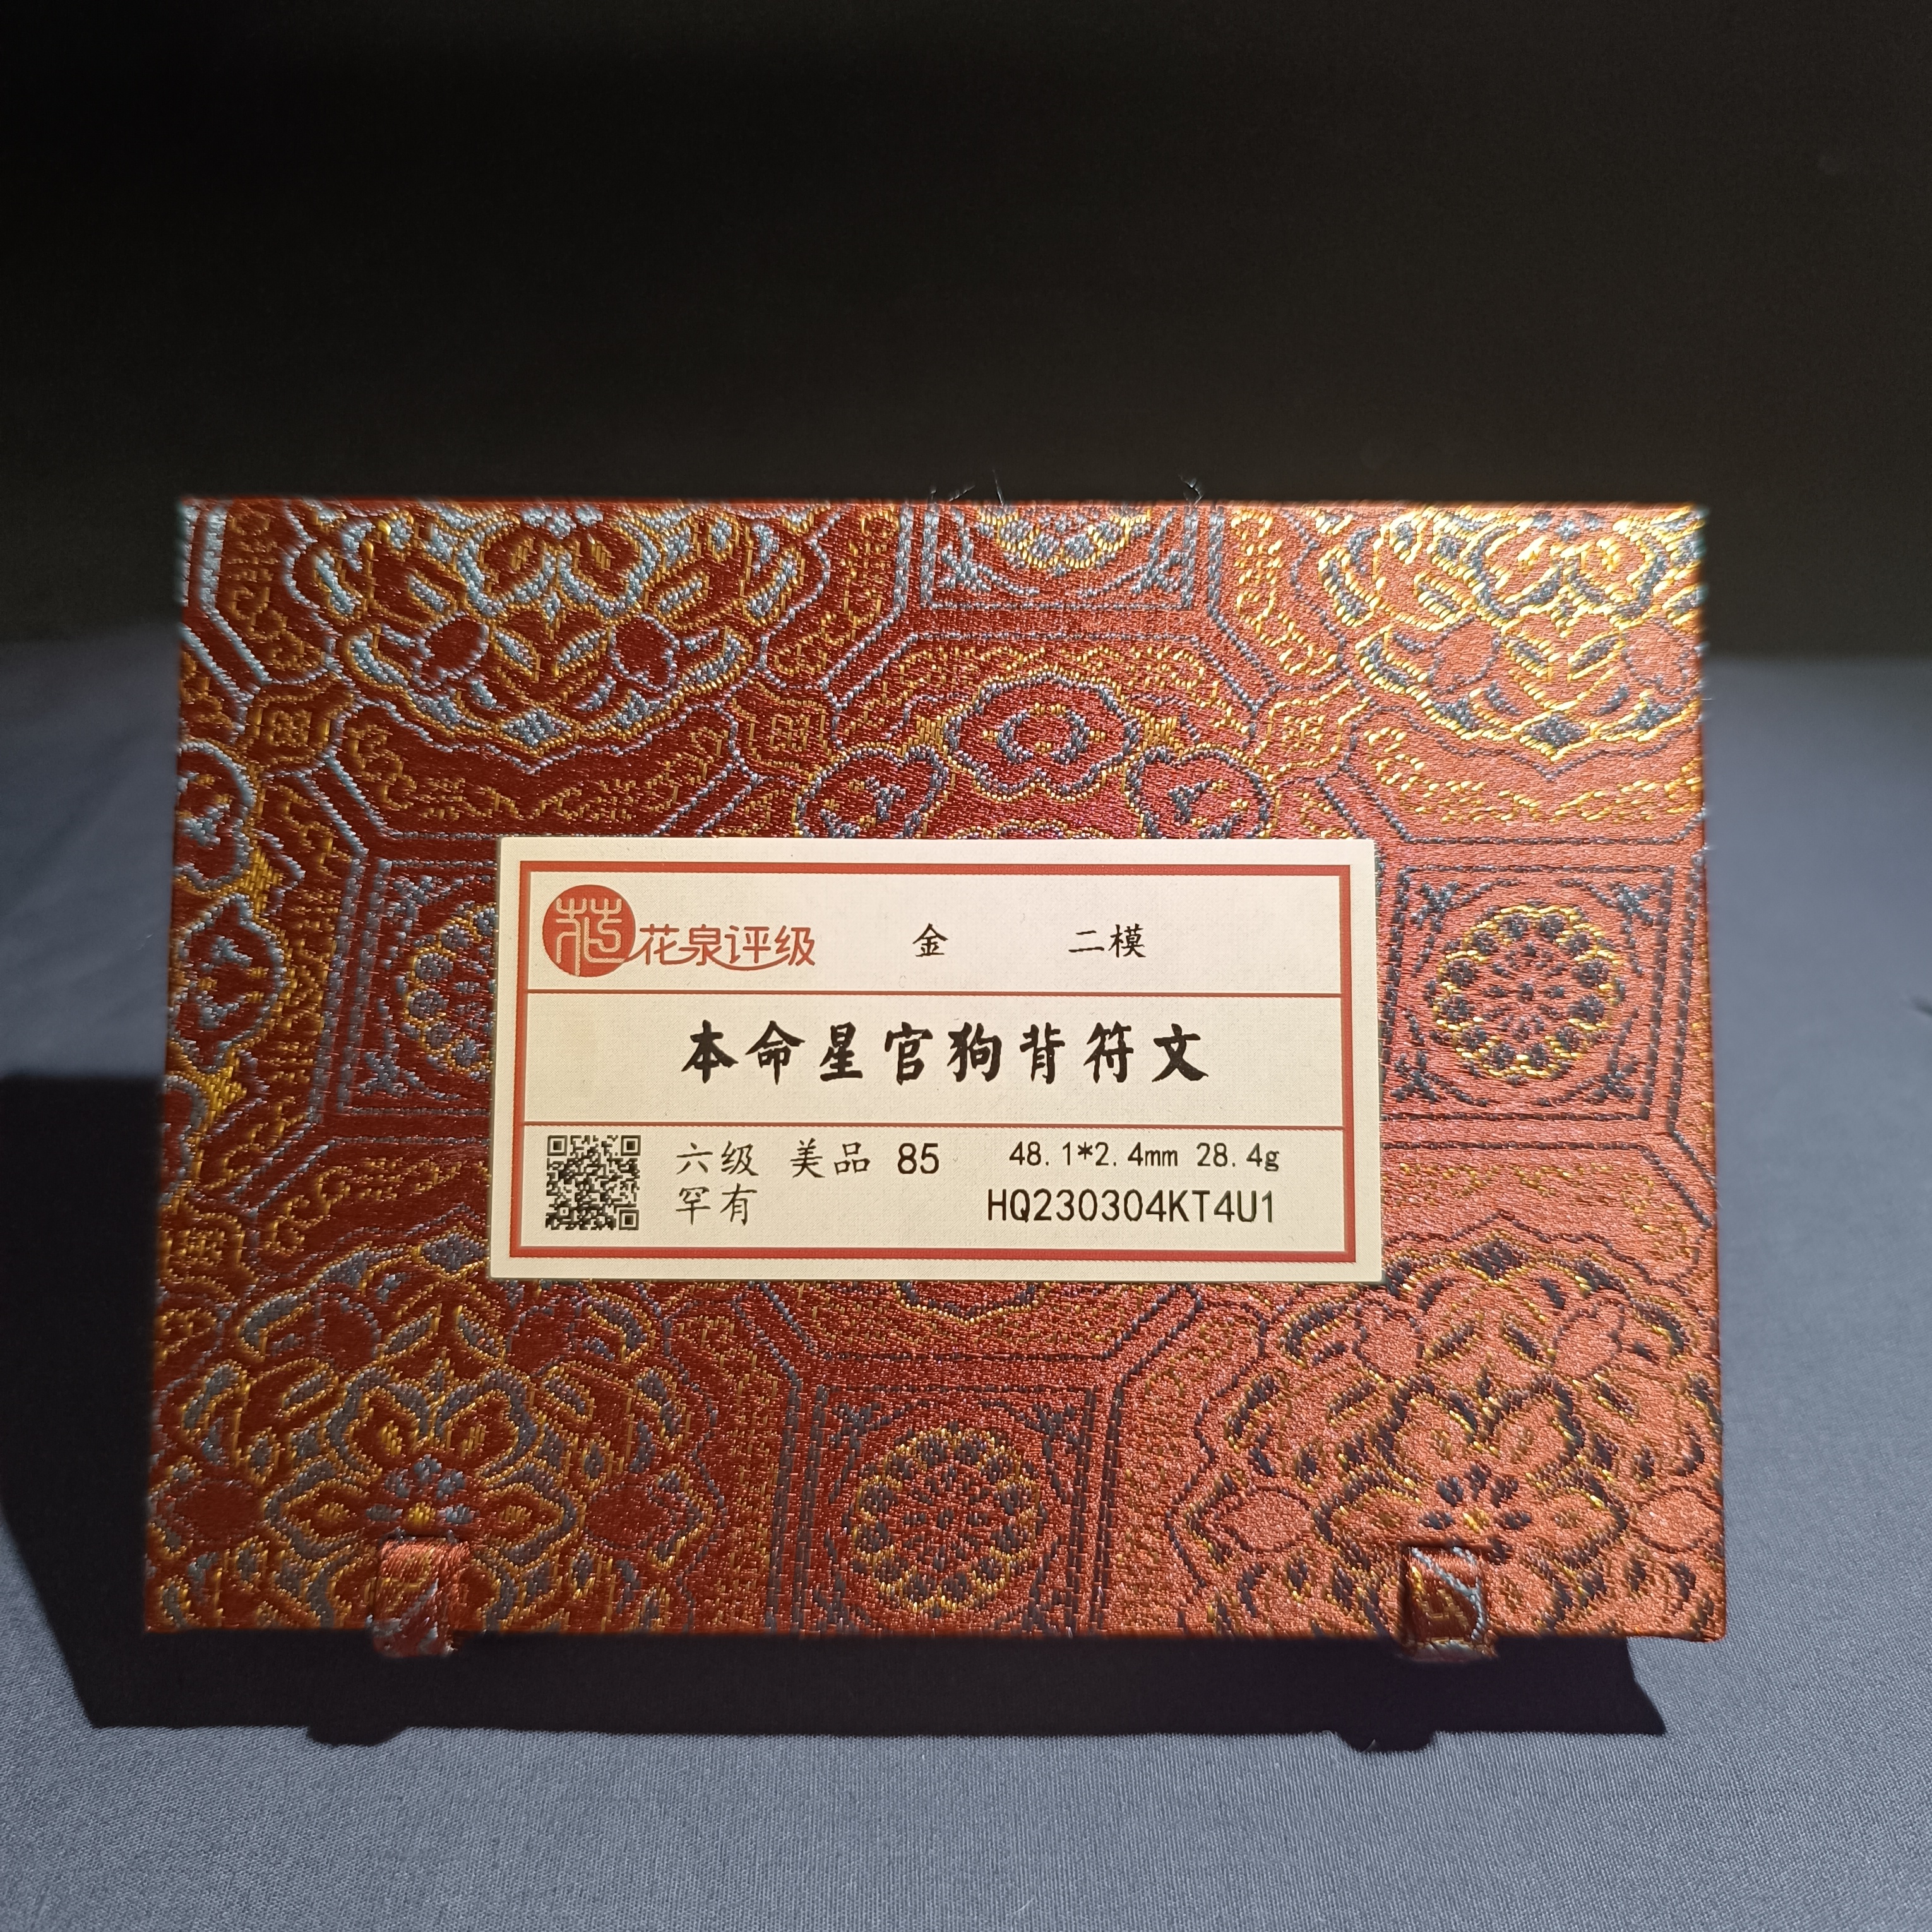 花泉评级 金 二模
本命星官狗背符文
六级 美品 85 48.1*2.4mm 28.4g
罕有 HQ230304KT4U1